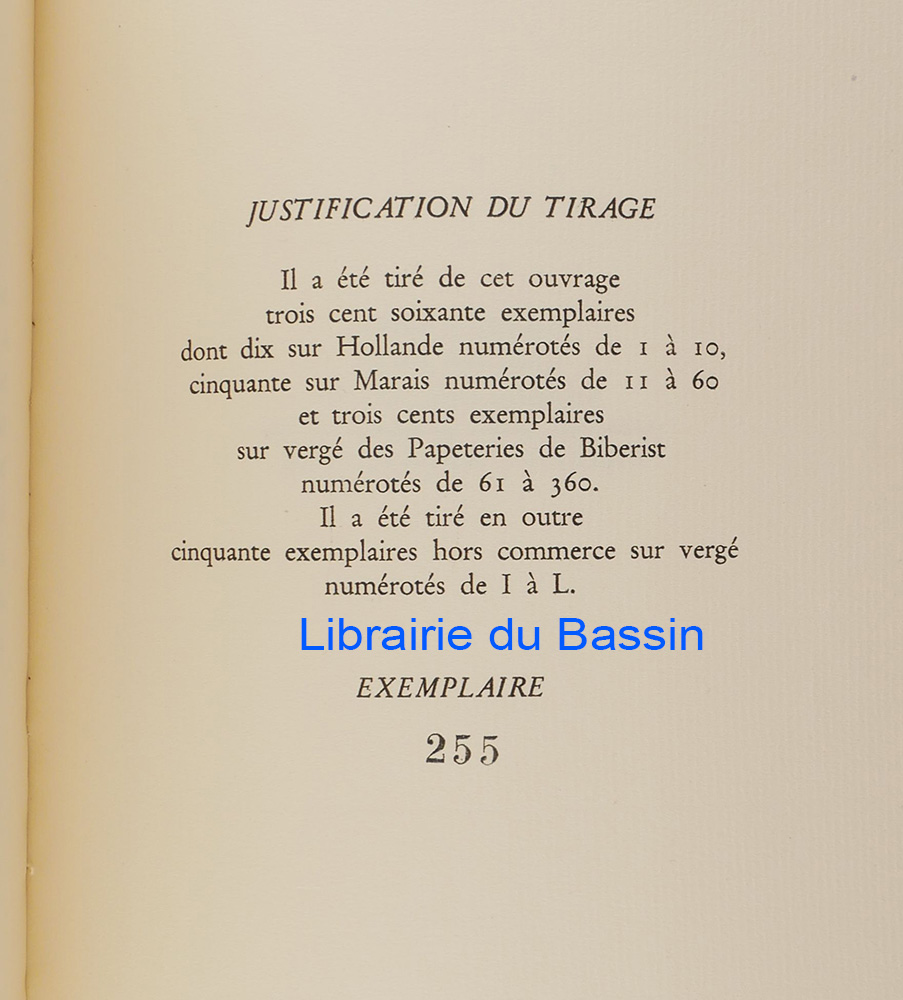 JUSTIFICATION DU TIRAGE
Il a été tiré de cet ouvrage
trois cent soixante exemplaires
dont dix sur Hollande numérotés de 1 à 10,
cinquante sur Marais numérotés de 11 à 60
et trois cents exemplaires
sur vergé des Papeteries de Biberist
numérotés de 61 à 360.
Il a été tiré en outre
cinquante exemplaires hors commerce sur vergé
numérotés de I à L.
Librairie du Bassin
EXEMPLAIRE
255